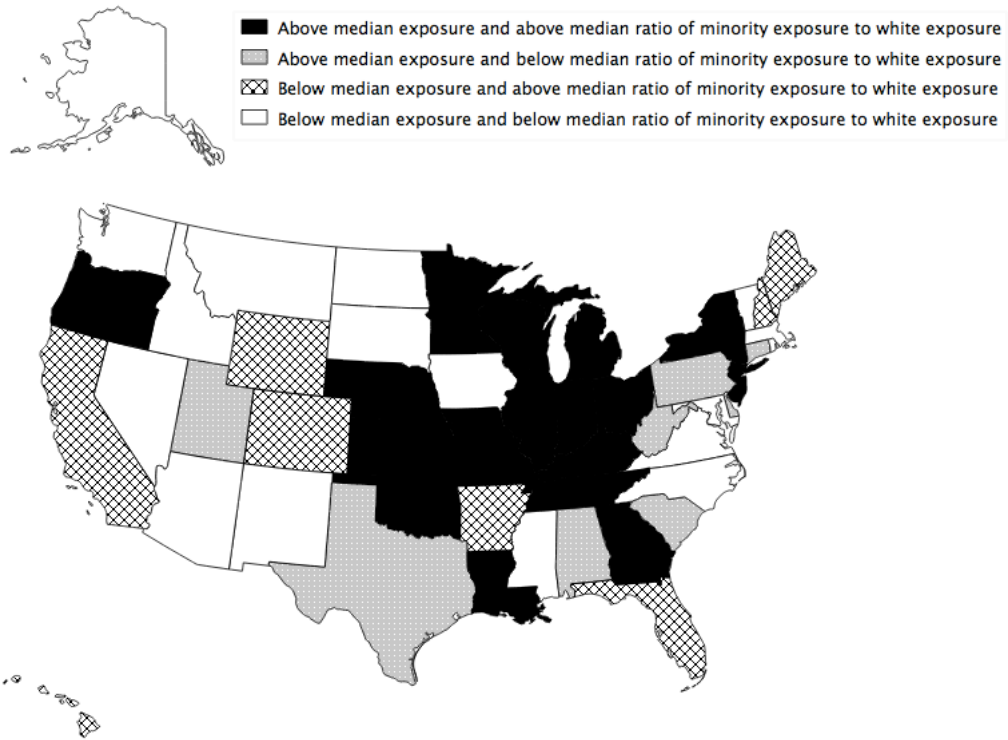 Above median exposure and above median ratio of minority exposure to white exposure
Above median exposure and below median ratio of minority exposure to white exposure
Below median exposure and above median ratio of minority exposure to white exposure
Below median exposure and below median ratio of minority exposure to white exposure